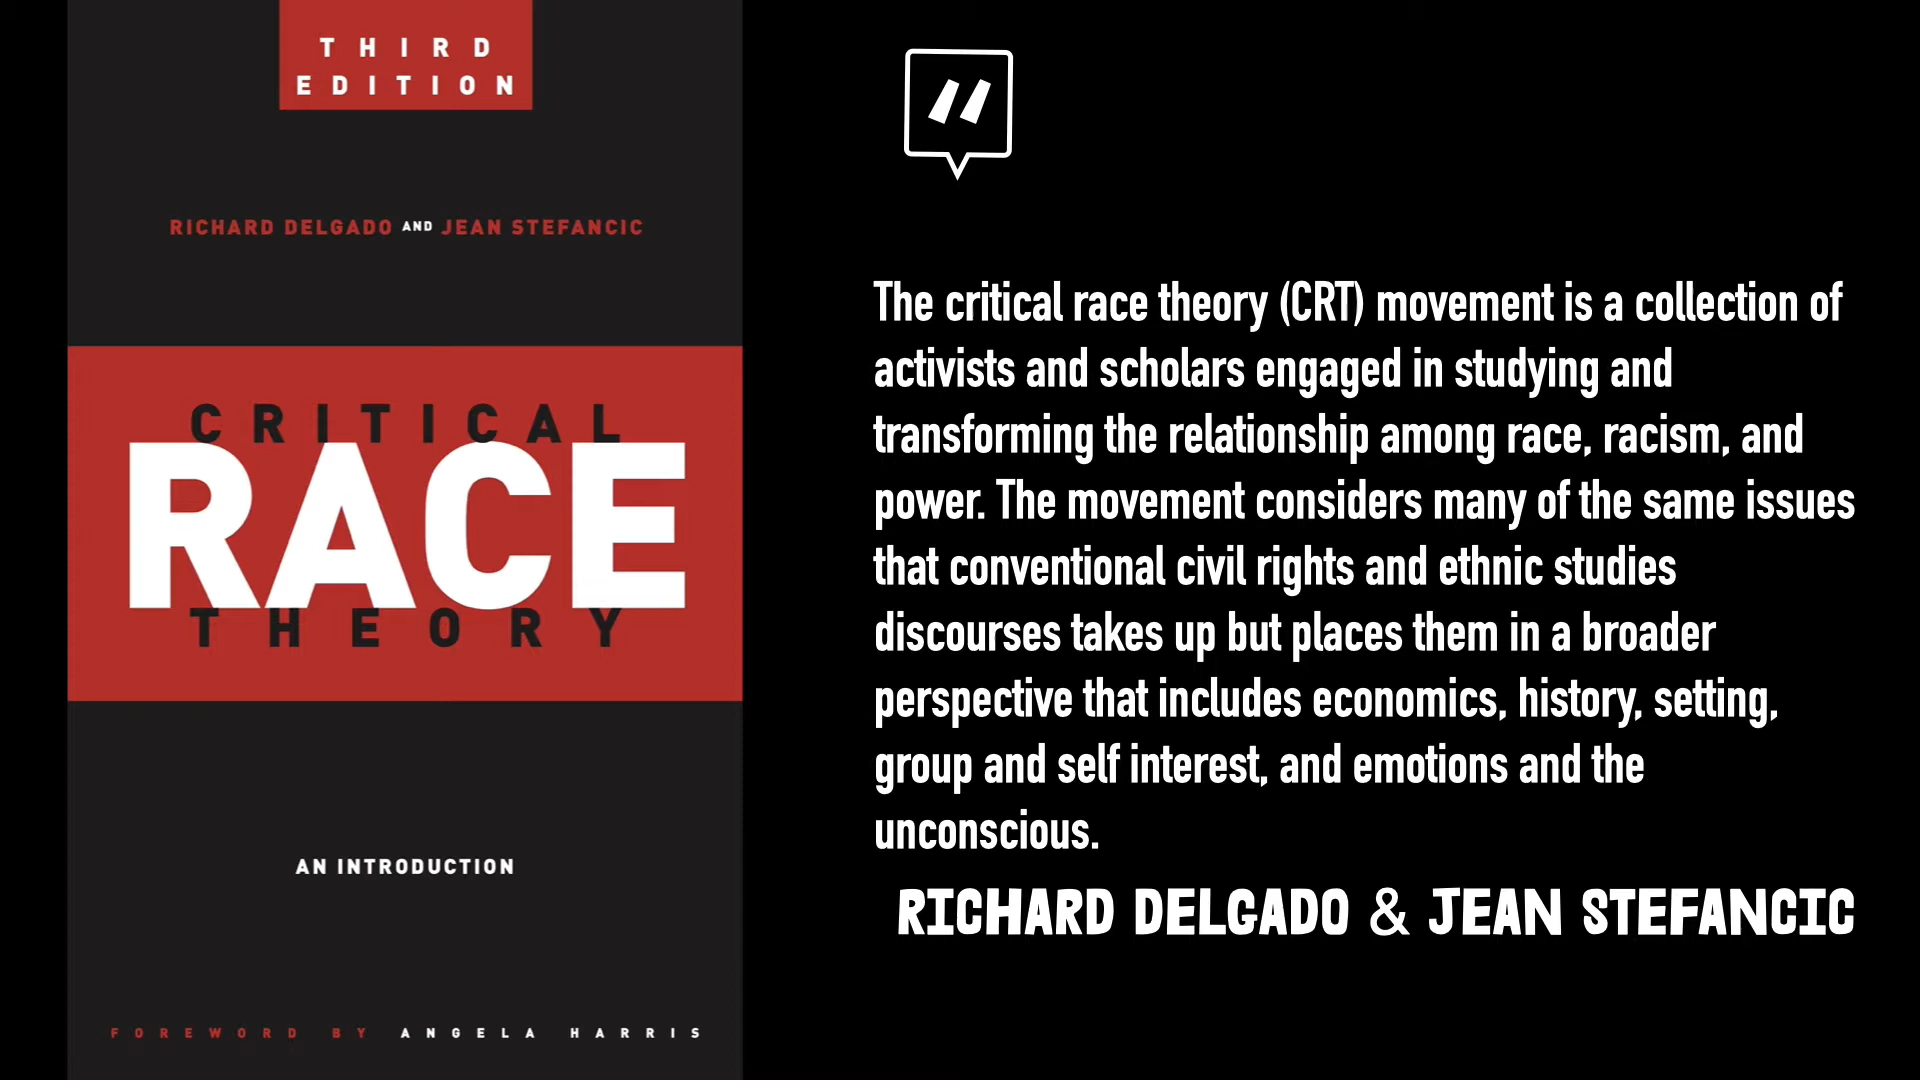 THIRD
EDITION
RICHARD DELGADO AND JEAN STEFANCIC
CRITICAL
RACE
THEORY
AN INTRODUCTION
FOREWORD BY ANGELA HARRIS
"
The critical race theory (CRT) movement is a collection of
activists and scholars engaged in studying and
transforming the relationship among race, racism, and
power. The movement considers many of the same issues
that conventional civil rights and ethnic studies
discourses takes up but places them in a broader
perspective that includes economics, history, setting,
group and self interest, and emotions and the
unconscious.
RICHARD DELGADO & JEAN STEFANCIC